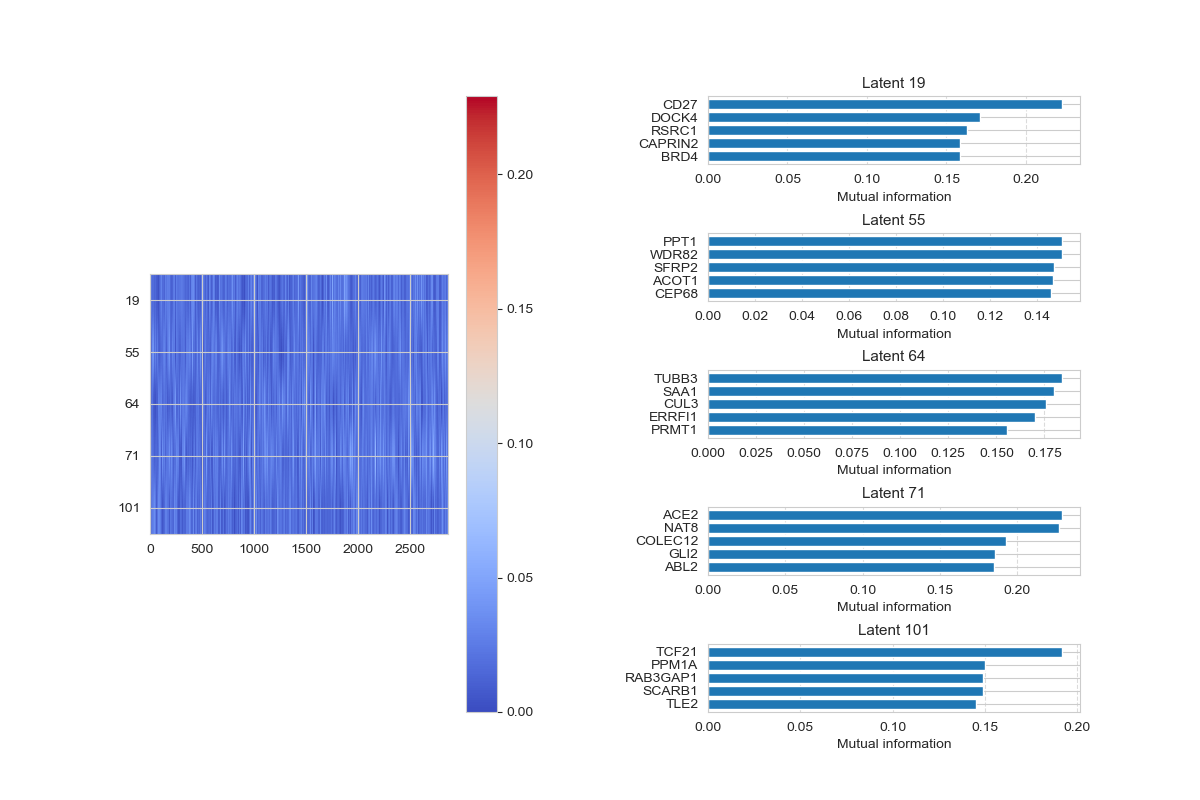 19
55
64
71
101
0 500 1000 1500 2000 2500
0.20
0.15
0.10
0.05
0.00
Latent 19
CD27
DOCK4
RSRC1
CAPRIN2
BRD4
0.00 0.05 0.10 0.15 0.20
Mutual information
Latent 55
PPT1
WDR82
SFRP2
ACOT1
CEP68
0.00 0.02 0.04 0.06 0.08 0.10 0.12 0.14
Mutual information
Latent 64
TUBB3
SAA1
CUL3
ERRFI1
PRMT1
0.000 0.025 0.050 0.075 0.100 0.125 0.150 0.175
Mutual information
Latent 71
ACE2
NAT8
COLEC12
GLI2
ABL2
0.00 0.05 0.10 0.15 0.20
Mutual information
Latent 101
TCF21
PPM1A
RAB3GAP1
SCARB1
TLE2
0.00 0.05 0.10 0.15 0.20
Mutual information